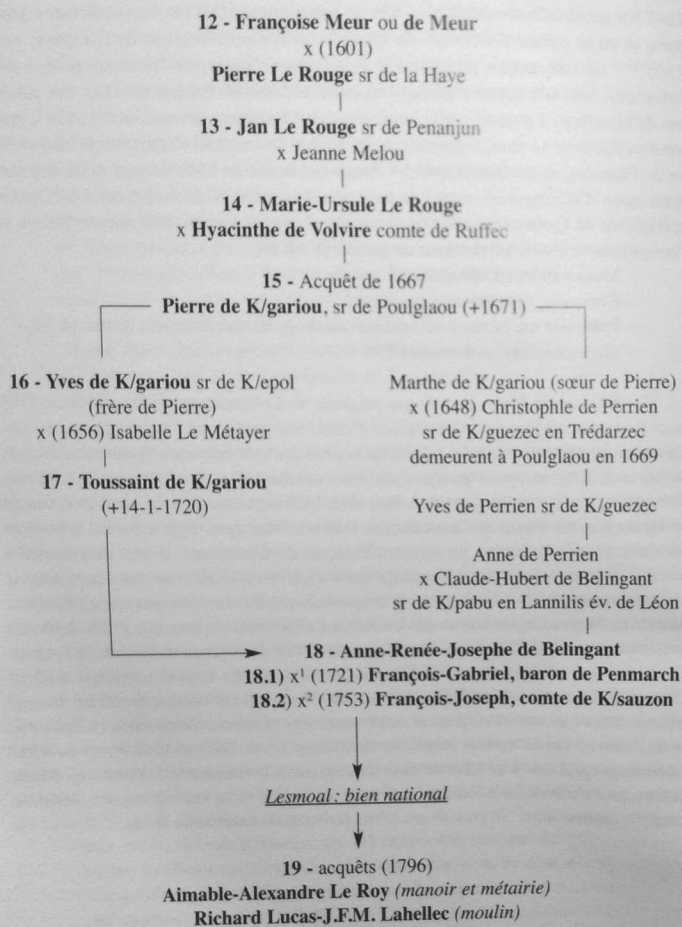 12 - Françoise Meur ou de Meur
x (1601)
Pierre Le Rouge sr de la Haye
13 - Jan Le Rouge sr de Penanjun
x Jeanne Melou
14 - Marie-Ursule Le Rouge
x Hyacinthe de Volvire comte de Ruffec
15 - Acquêt de 1667
Pierre de K/gariou, sr de Poulglaou (+1671)
16 - Yves de K/gariou sr de K/epol
(frère de Pierre)
x (1656) Isabelle Le Métayer
17 - Toussaint de K/gariou
(+14-1-1720)
Marthe de K/gariou (sœur de Pierre)
x (1648) Christophle de Perrien
sr de K/guezec en Trédarzec
demeurent à Poulglaou en 1669
Yves de Perrien sr de K/guezec
Anne de Perrien
x Claude-Hubert de Belingant
sr de K/pabu en Lannilis év. de Léon
18 - Anne-Renée-Josephe de Belingant
18.1) x¹ (1721) François-Gabriel, baron de Penmarch
18.2) x² (1753) François-Joseph, comte de K/sauzon
Lesmoal : bien national
19 - acquêts (1796)
Aimable-Alexandre Le Roy (manoir et métairie)
Richard Lucas-J.F.M. Lahellec (moulin)